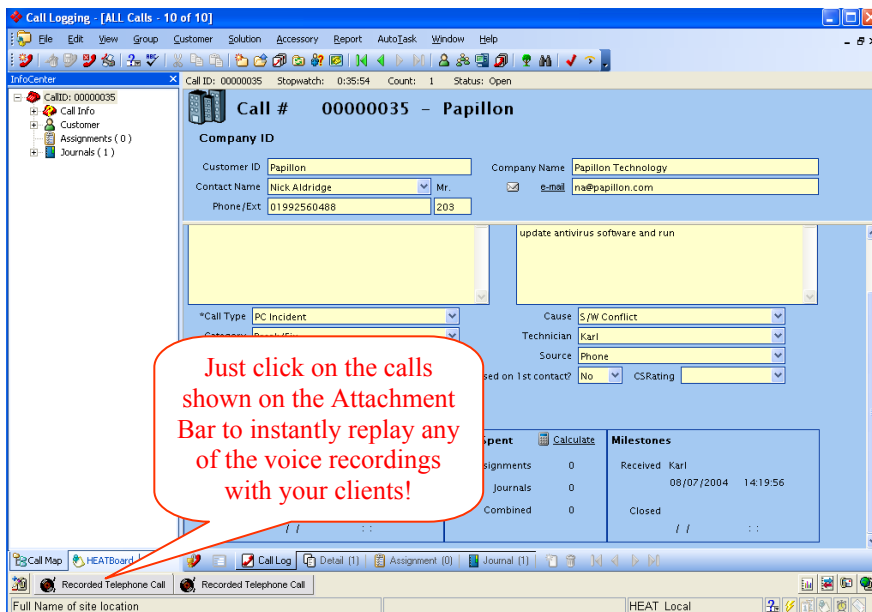 Call Logging - [ALL Calls - 10 of 10]
File Edit View Group Customer Solution Accessory Report AutoTask Window Help
InfoCenter
Call ID: 00000035 Stopwatch: 0:35:54 Count: 1 Status: Open
CallID: 00000035
Call Info
Customer
Assignments ( 0 )
Journals ( 1 )
Call # 00000035 - Papillon
Company ID
Customer ID Papillon
Company Name Papillon Technology
Contact Name Nick Aldridge Mr.
e-mail na@papillon.com
Phone/Ext 01992560488 203
update antivirus software and run
*Call Type PC Incident
Cause S/W Conflict
Category
Technician Karl
Source Phone
sed on 1st contact? No CSRating
Just click on the calls
shown on the Attachment
Bar to instantly replay any
of the voice recordings
with your clients!
Spent Calculate
signments 0
Journals 0
Combined 0
Milestones
Received Karl
08/07/2004 14:19:56
Closed
/ / : :
/ / : :
Call Map HEATBoard
Call Log Detail (1) Assignment (0) Journal (1)
Recorded Telephone Call Recorded Telephone Call
Full Name of site location HEAT Local